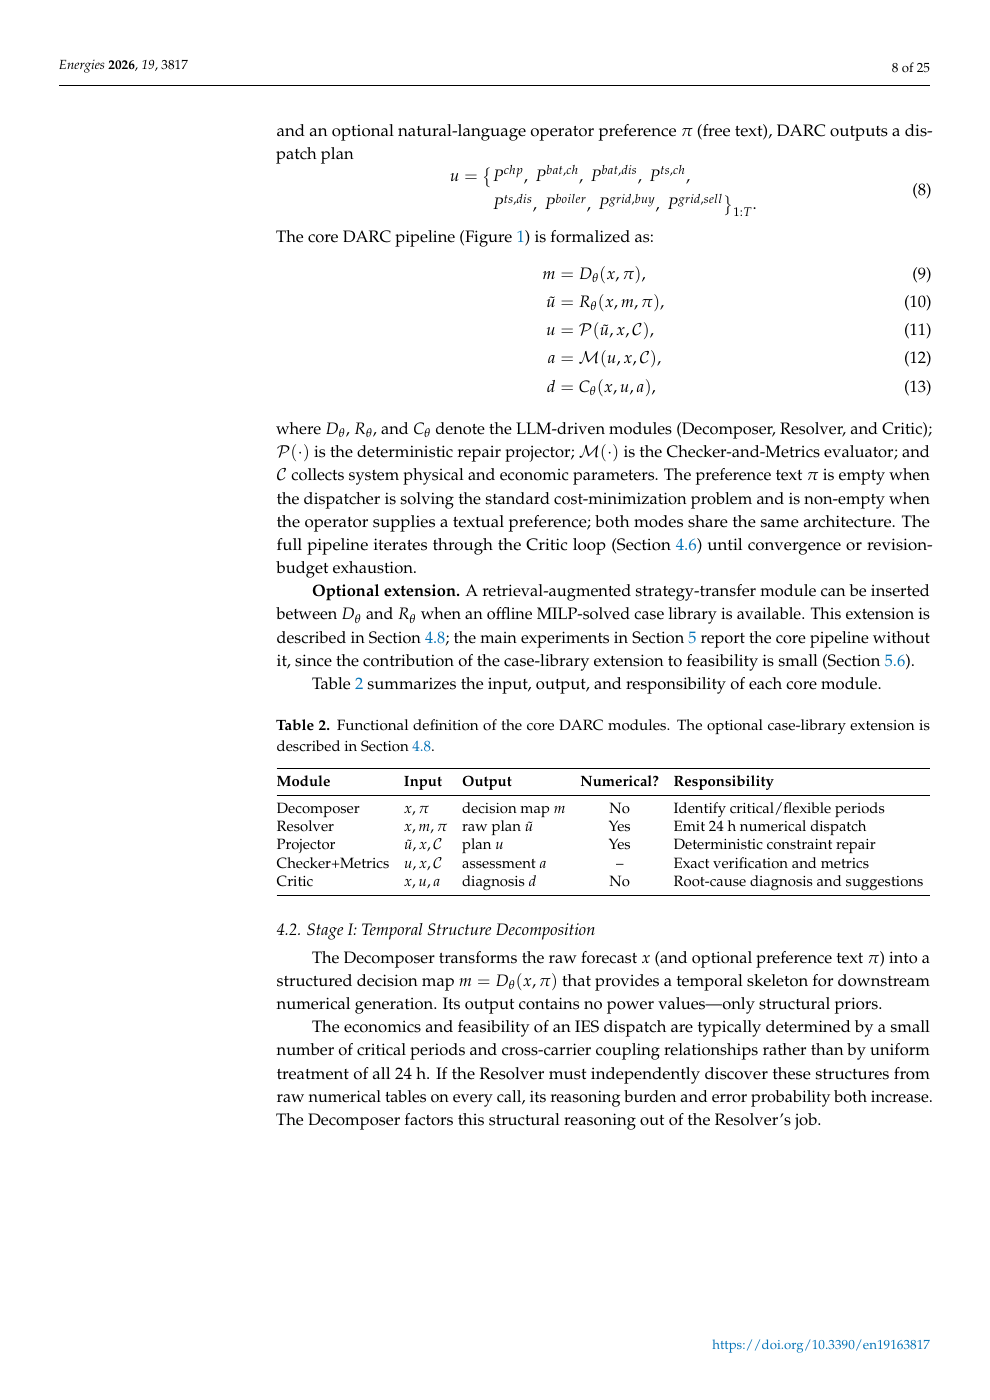 Energies 2026, 19, 3817
8 of 25
and an optional natural-language operator preference π (free text), DARC outputs a dis-
patch plan
u = { P^{chp}, P^{bat,ch}, P^{bat,dis}, P^{ts,ch},
P^{ts,dis}, P^{boiler}, P^{grid,buy}, P^{grid,sell} }_{1:T}. (8)
The core DARC pipeline (Figure 1) is formalized as:
m = D_θ(x, π), (9)
ũ = R_θ(x, m, π), (10)
u = 𝒫(ũ, x, 𝒞), (11)
a = ℳ(u, x, 𝒞), (12)
d = C_θ(x, u, a), (13)
where D_θ, R_θ, and C_θ denote the LLM-driven modules (Decomposer, Resolver, and Critic);
𝒫(·) is the deterministic repair projector; ℳ(·) is the Checker-and-Metrics evaluator; and
𝒞 collects system physical and economic parameters. The preference text π is empty when
the dispatcher is solving the standard cost-minimization problem and is non-empty when
the operator supplies a textual preference; both modes share the same architecture. The
full pipeline iterates through the Critic loop (Section 4.6) until convergence or revision-
budget exhaustion.
Optional extension. A retrieval-augmented strategy-transfer module can be inserted
between D_θ and R_θ when an offline MILP-solved case library is available. This extension is
described in Section 4.8; the main experiments in Section 5 report the core pipeline without
it, since the contribution of the case-library extension to feasibility is small (Section 5.6).
Table 2 summarizes the input, output, and responsibility of each core module.
Table 2. Functional definition of the core DARC modules. The optional case-library extension is
described in Section 4.8.
Module Input Output Numerical? Responsibility
Decomposer x, π decision map m No Identify critical/flexible periods
Resolver x, m, π raw plan ũ Yes Emit 24 h numerical dispatch
Projector ũ, x, 𝒞 plan u Yes Deterministic constraint repair
Checker+Metrics u, x, 𝒞 assessment a – Exact verification and metrics
Critic x, u, a diagnosis d No Root-cause diagnosis and suggestions
4.2. Stage I: Temporal Structure Decomposition
The Decomposer transforms the raw forecast x (and optional preference text π) into a
structured decision map m = D_θ(x, π) that provides a temporal skeleton for downstream
numerical generation. Its output contains no power values—only structural priors.
The economics and feasibility of an IES dispatch are typically determined by a small
number of critical periods and cross-carrier coupling relationships rather than by uniform
treatment of all 24 h. If the Resolver must independently discover these structures from
raw numerical tables on every call, its reasoning burden and error probability both increase.
The Decomposer factors this structural reasoning out of the Resolver's job.
https://doi.org/10.3390/en19163817